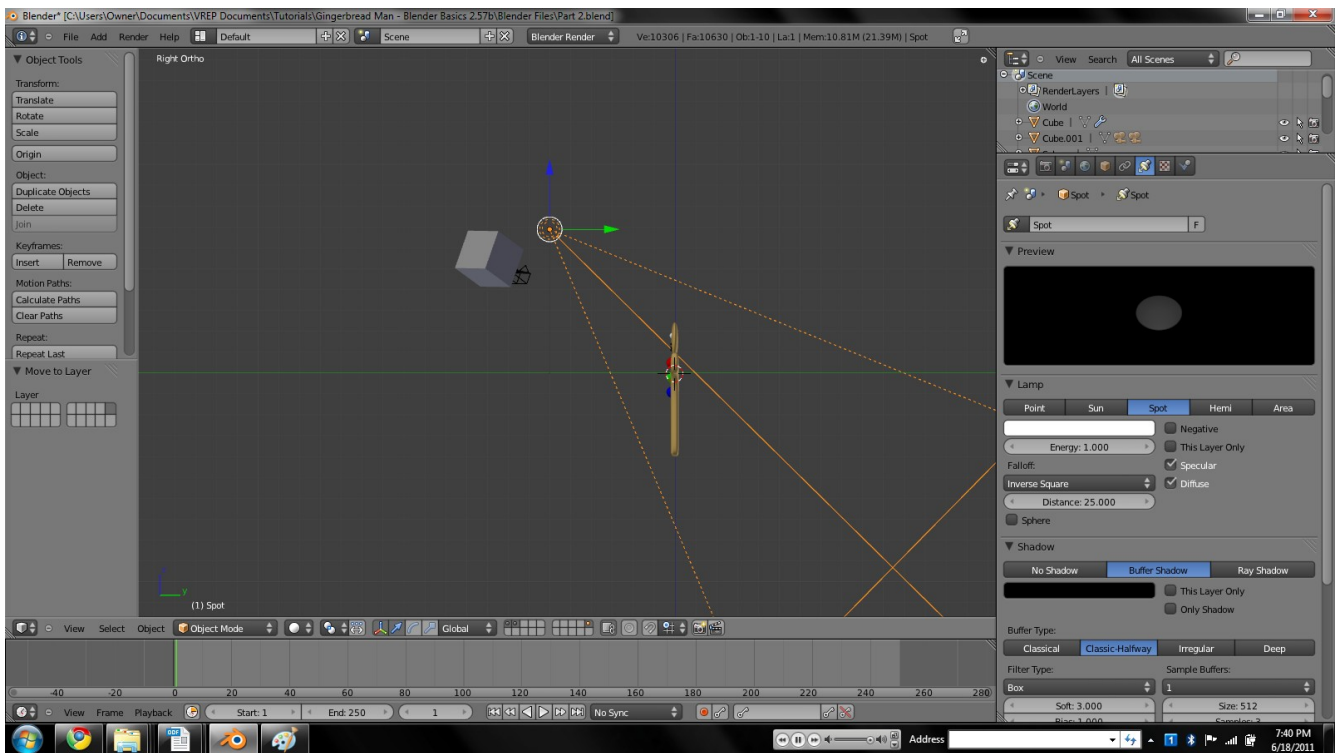 Blender* [C:\Users\Owner\Documents\VREP Documents\Tutorials\Gingerbread Man - Blender Basics 2.57b\Blender Files\Part 2.blend]
File Add Render Help Default Scene Blender Render Ve:10306 | Fa:10630 | Ob:1-10 | La:1 | Mem:10.81M (21.39M) | Spot
Object Tools
Transform:
Translate
Rotate
Scale
Origin
Object:
Duplicate Objects
Delete
Join
Keyframes:
Insert Remove
Motion Paths:
Calculate Paths
Clear Paths
Repeat:
Repeat Last
Move to Layer
Layer
Right Ortho
y
(1) Spot
View Select Object Object Mode Global
-40 -20 0 20 40 60 80 100 120 140 160 180 200 220 240 260 280
View Frame Playback Start: 1 End: 250 1 No Sync
View Search All Scenes
Scene
RenderLayers |
World
Cube |
Cube.001 |
Spot Spot
Spot F
Preview
Lamp
Point Sun Spot Hemi Area
Negative
Energy: 1.000 This Layer Only
Falloff: Specular
Inverse Square Diffuse
Distance: 25.000
Sphere
Shadow
No Shadow Buffer Shadow Ray Shadow
This Layer Only
Only Shadow
Buffer Type:
Classical Classic-Halfway Irregular Deep
Filter Type: Sample Buffers:
Box 1
Soft: 3.000 Size: 512
Bias: 1.000 Samples: 3
Address 7:40 PM
6/18/2011